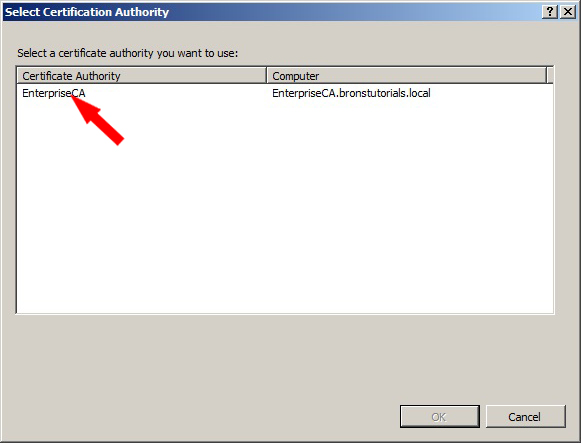 Select Certification Authority
Select a certificate authority you want to use:
Certificate Authority Computer
EnterpriseCA EnterpriseCA.bronstutorials.local
OK Cancel